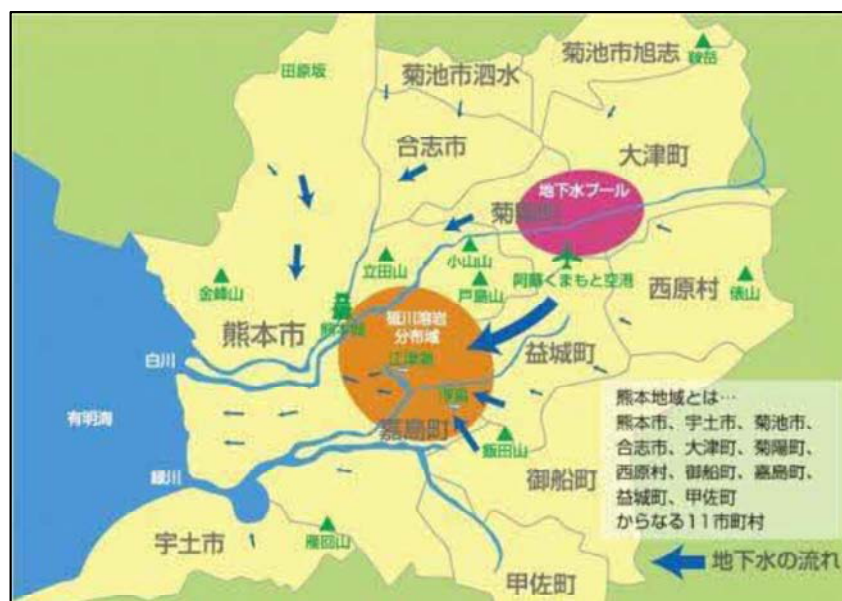 菊池市旭志
鞍岳
菊池市泗水
田原坂
合志市
大津町
地下水プール
立田山
小山山
戸島山
阿蘇くまもと空港
金峰山
西原村
俵山
熊本市
熊本城
砥川溶岩
分布域
江津湖
益城町
白川
有明海
浮島
嘉島町
飯田山
緑川
御船町
宇土市
雁回山
甲佐町
熊本地域とは…
熊本市、宇土市、菊池市、
合志市、大津町、菊陽町、
西原村、御船町、嘉島町、
益城町、甲佐町
からなる11市町村
地下水の流れ